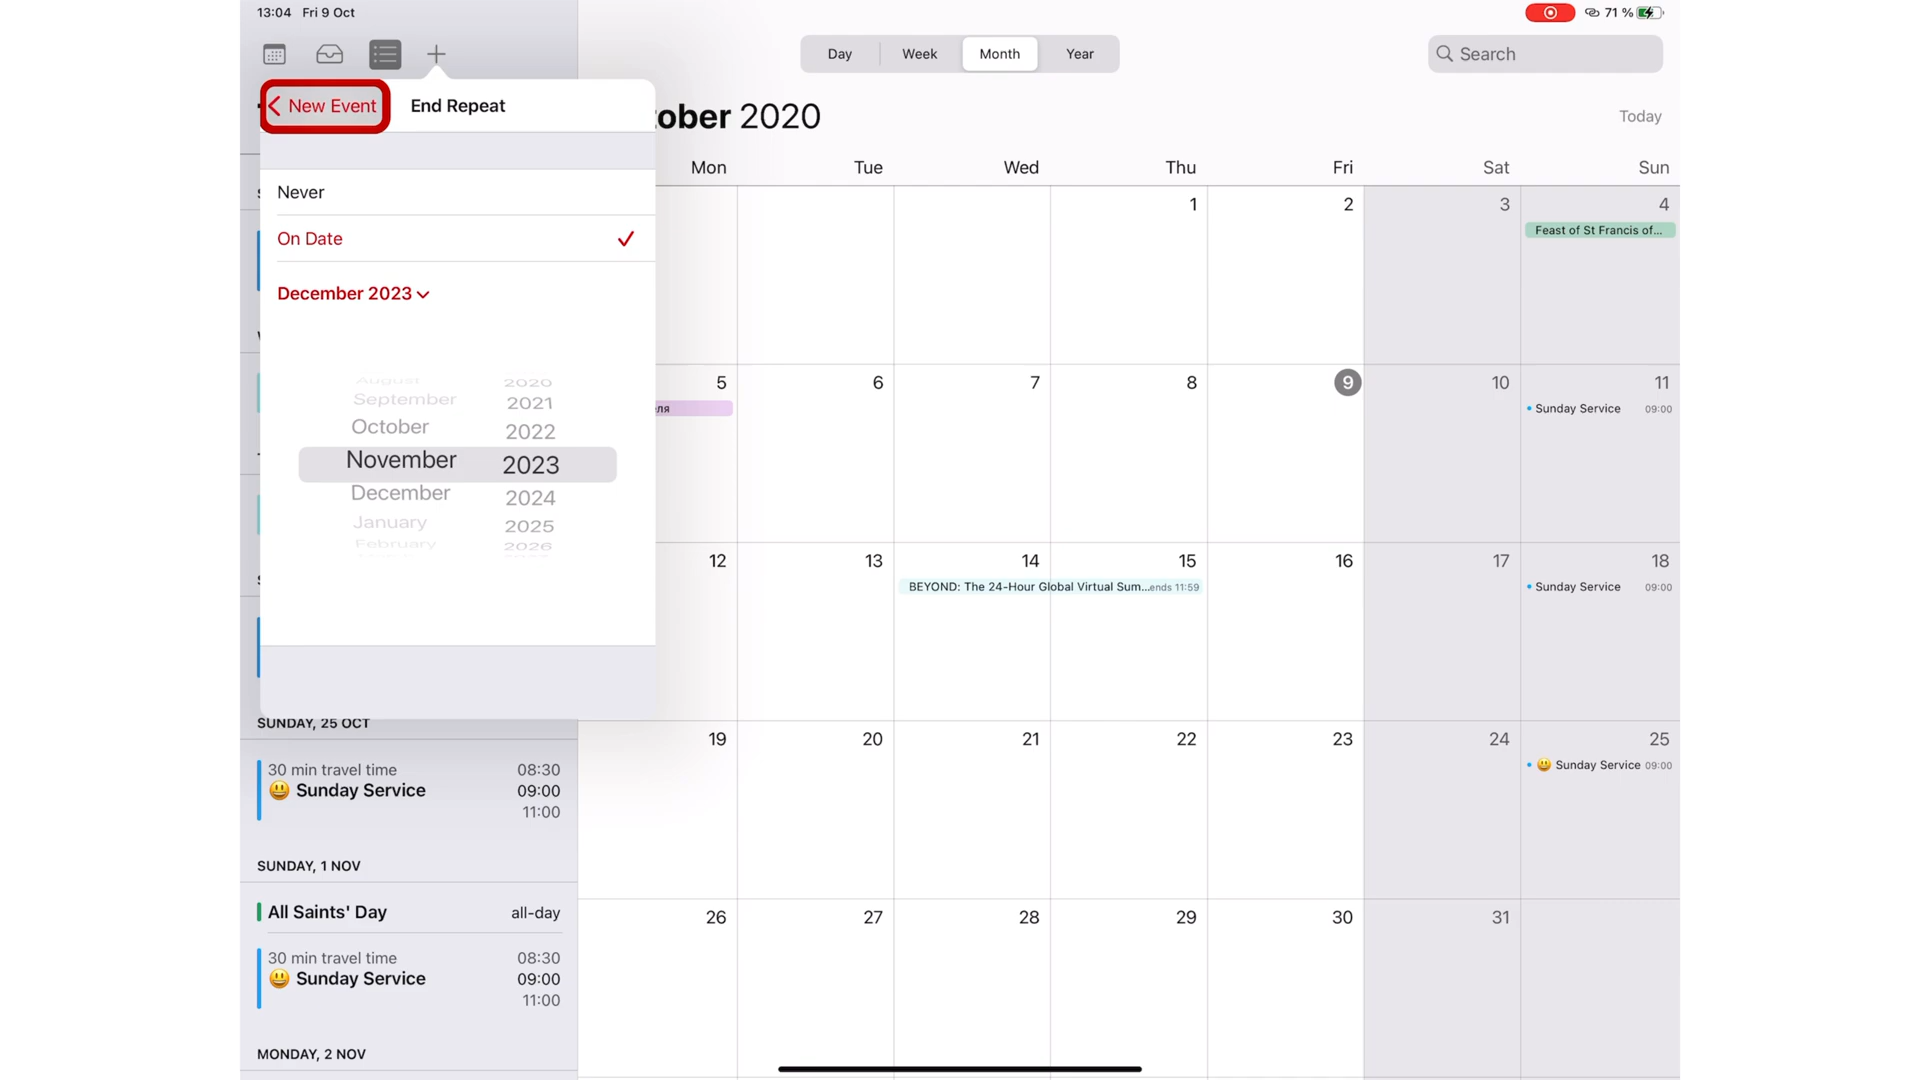 13:04 Fri 9 Oct
71 %
Day Week Month Year
Search
New Event End Repeat
tober 2020
Today
Mon Tue Wed Thu Fri Sat Sun
Never
On Date
December 2023
August 2020
September 2021
October 2022
November 2023
December 2024
January 2025
February 2026
1 2 3 4
Feast of St Francis of...
5 6 7 8 9 10 11
еля
Sunday Service 09:00
12 13 14 15 16 17 18
BEYOND: The 24-Hour Global Virtual Sum...ends 11:59
Sunday Service 09:00
19 20 21 22 23 24 25
😃 Sunday Service 09:00
26 27 28 29 30 31
SUNDAY, 25 OCT
30 min travel time 08:30
😃 Sunday Service 09:00
11:00
SUNDAY, 1 NOV
All Saints' Day all-day
30 min travel time 08:30
😃 Sunday Service 09:00
11:00
MONDAY, 2 NOV